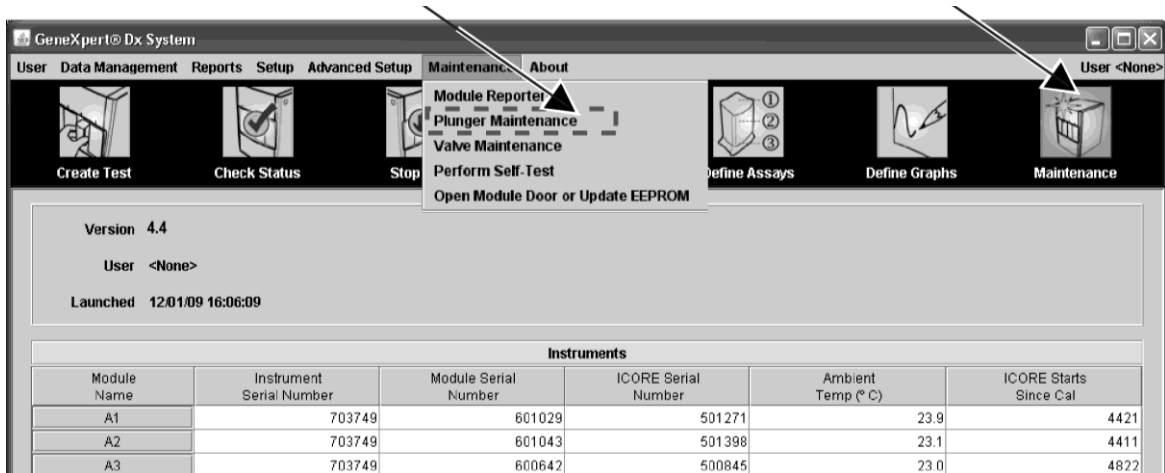 GeneXpert® Dx System
User Data Management Reports Setup Advanced Setup Maintenance About User <None>
Module Reporter
Plunger Maintenance
Valve Maintenance
Perform Self-Test
Open Module Door or Update EEPROM
①
②
③
Create Test Check Status Stop Define Assays Define Graphs Maintenance
Version 4.4
User <None>
Launched 12/01/09 16:06:09
Instruments
Module Name Instrument Serial Number Module Serial Number ICORE Serial Number Ambient Temp (° C) ICORE Starts Since Cal
A1 703749 601029 501271 23.9 4421
A2 703749 601043 501398 23.1 4411
A3 703749 600642 500845 23.0 4822